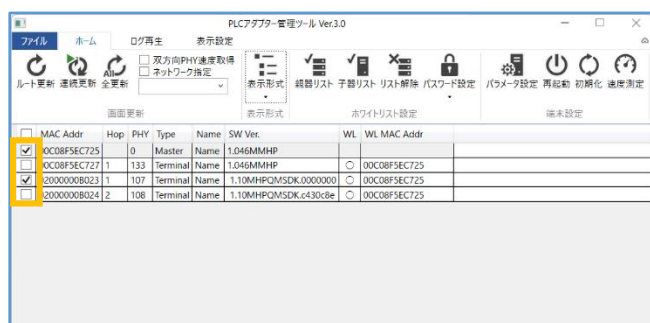 PLCアダプター管理ツール Ver.3.0
ファイル ホーム ログ再生 表示設定
双方向PHY速度取得
ネットワーク指定
ルート更新 連続更新 All 全更新 表示形式 親器リスト 子器リスト リスト解除 パスワード設定 パラメータ設定 再起動 初期化 速度測定
画面更新 表示形式 ホワイトリスト設定 端末設定
MAC Addr Hop PHY Type Name SW Ver. WL WL MAC Addr
00C08F5EC725 0 Master Name 1.046MMHP
00C08F5EC727 1 133 Terminal Name 1.046MMHP ○ 00C08F5EC725
02000000B023 1 107 Terminal Name 1.10MHPQMSDK.0000000 ○ 00C08F5EC725
02000000B024 2 108 Terminal Name 1.10MHPQMSDK.c430c8e ○ 00C08F5EC725